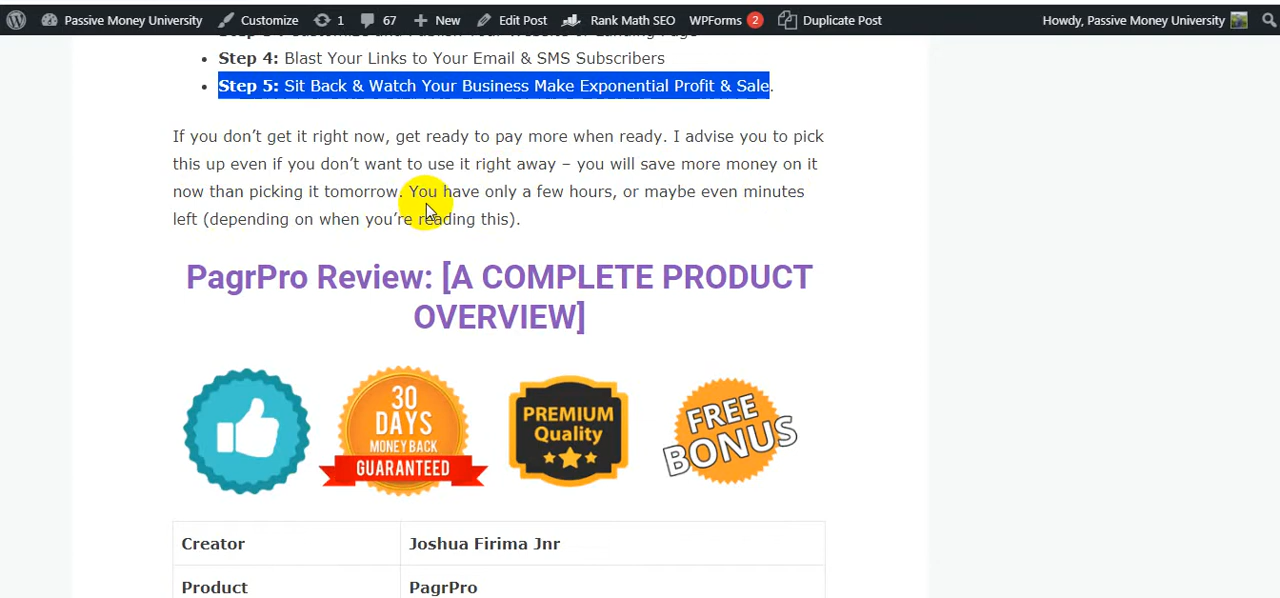 Passive Money University Customize 1 67 New Edit Post Rank Math SEO WPForms 2 Duplicate Post Howdy, Passive Money University
Step 4: Blast Your Links to Your Email & SMS Subscribers
Step 5: Sit Back & Watch Your Business Make Exponential Profit & Sale.
If you don’t get it right now, get ready to pay more when ready. I advise you to pick
this up even if you don’t want to use it right away – you will save more money on it
now than picking it tomorrow. You have only a few hours, or maybe even minutes
left (depending on when you’re reading this).
PagrPro Review: [A COMPLETE PRODUCT
OVERVIEW]
30
DAYS
MONEY BACK
GUARANTEED
PREMIUM
Quality
FREE
BONUS
Creator Joshua Firima Jnr
Product PagrPro